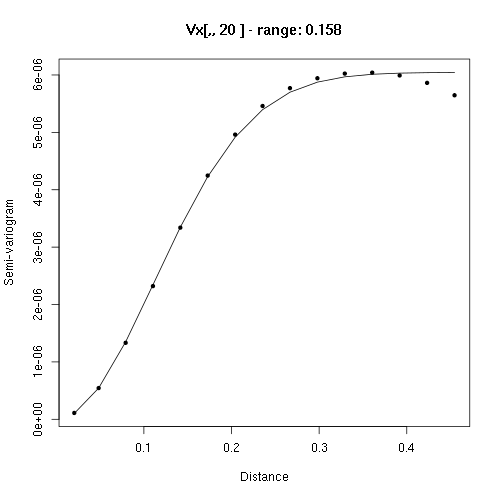 Vx[,, 20 ] - range: 0.158
Semi-variogram
6e-06
5e-06
4e-06
3e-06
2e-06
1e-06
0e+00
0.1 0.2 0.3 0.4
Distance